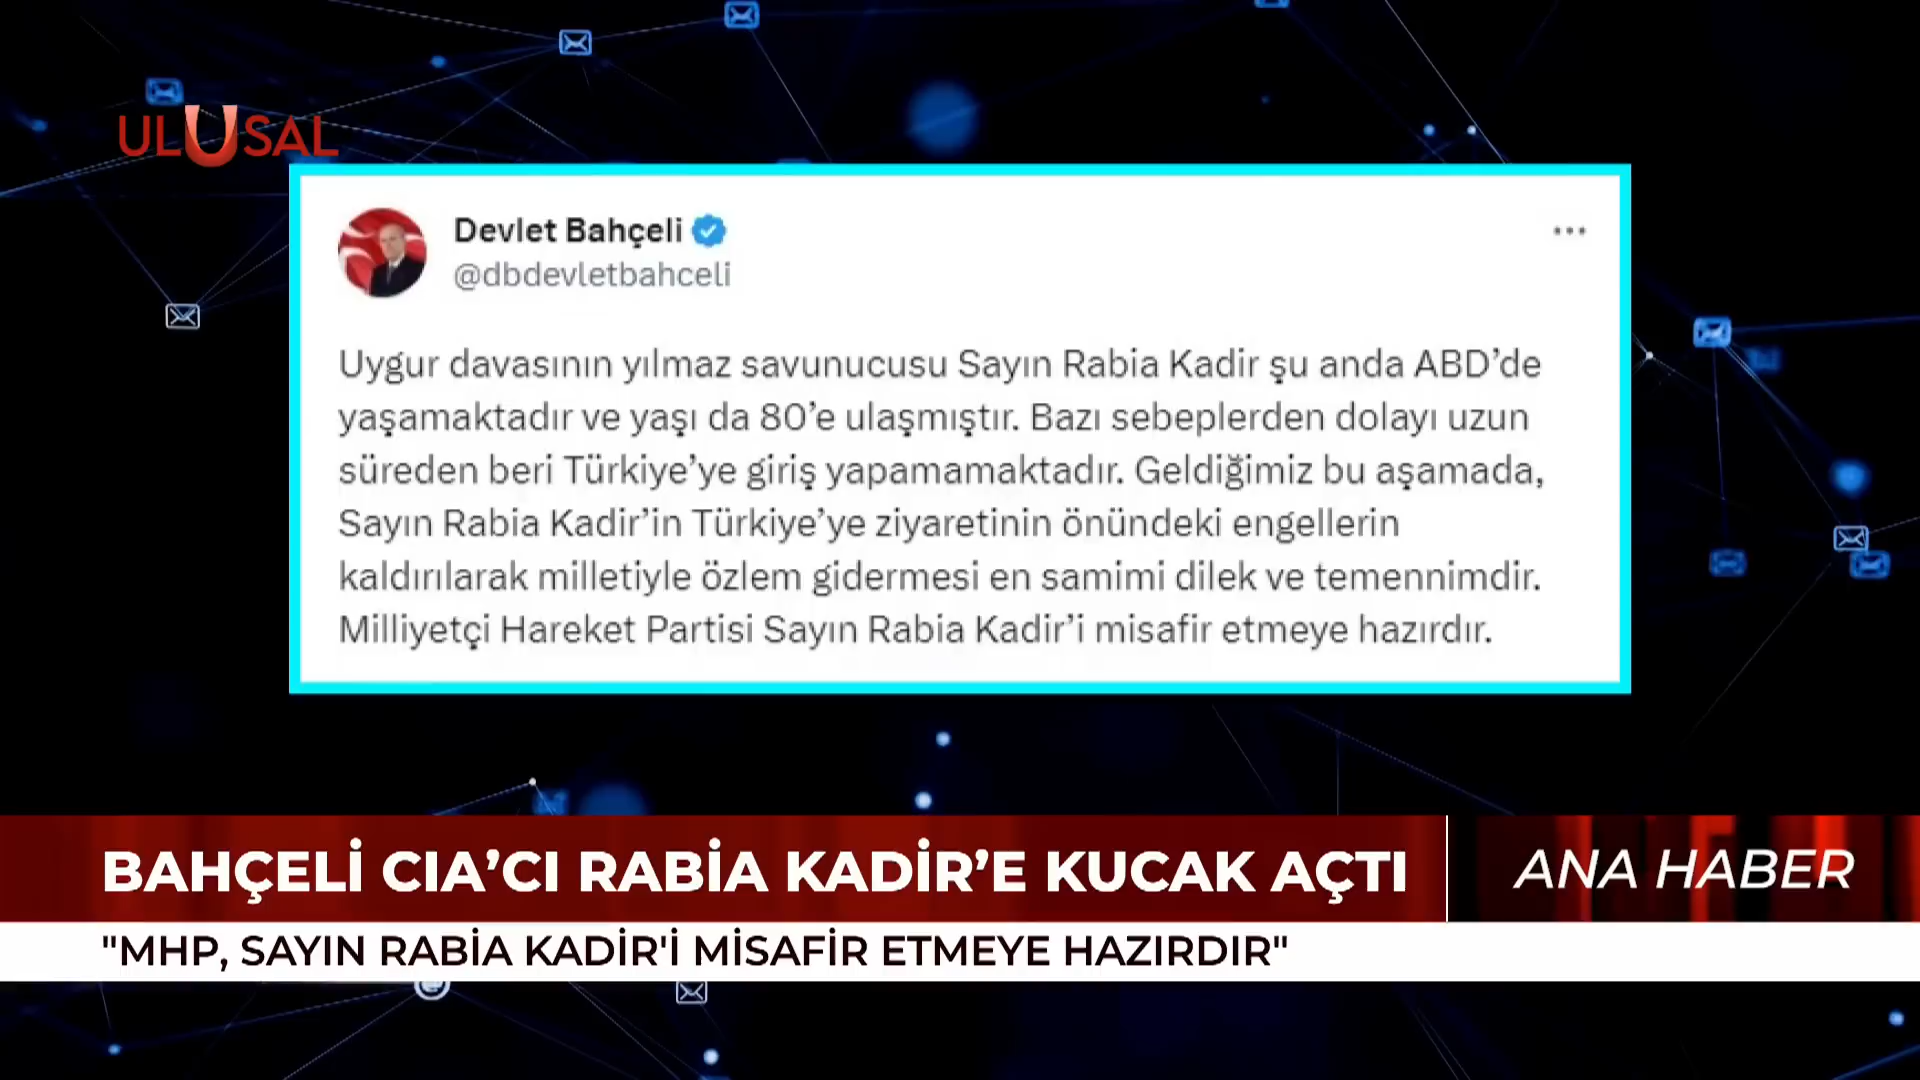 ULUSAL
Devlet Bahçeli
@dbdevletbahceli
Uygur davasının yılmaz savunucusu Sayın Rabia Kadir şu anda ABD’de
yaşamaktadır ve yaşı da 80’e ulaşmıştır. Bazı sebeplerden dolayı uzun
süreden beri Türkiye’ye giriş yapamamaktadır. Geldiğimiz bu aşamada,
Sayın Rabia Kadir’in Türkiye’ye ziyaretinin önündeki engellerin
kaldırılarak milletiyle özlem gidermesi en samimi dilek ve temennimdir.
Milliyetçi Hareket Partisi Sayın Rabia Kadir’i misafir etmeye hazırdır.
BAHÇELİ CIA’CI RABİA KADİR’E KUCAK AÇTI
ANA HABER
"MHP, SAYIN RABİA KADİR'İ MİSAFİR ETMEYE HAZIRDIR"